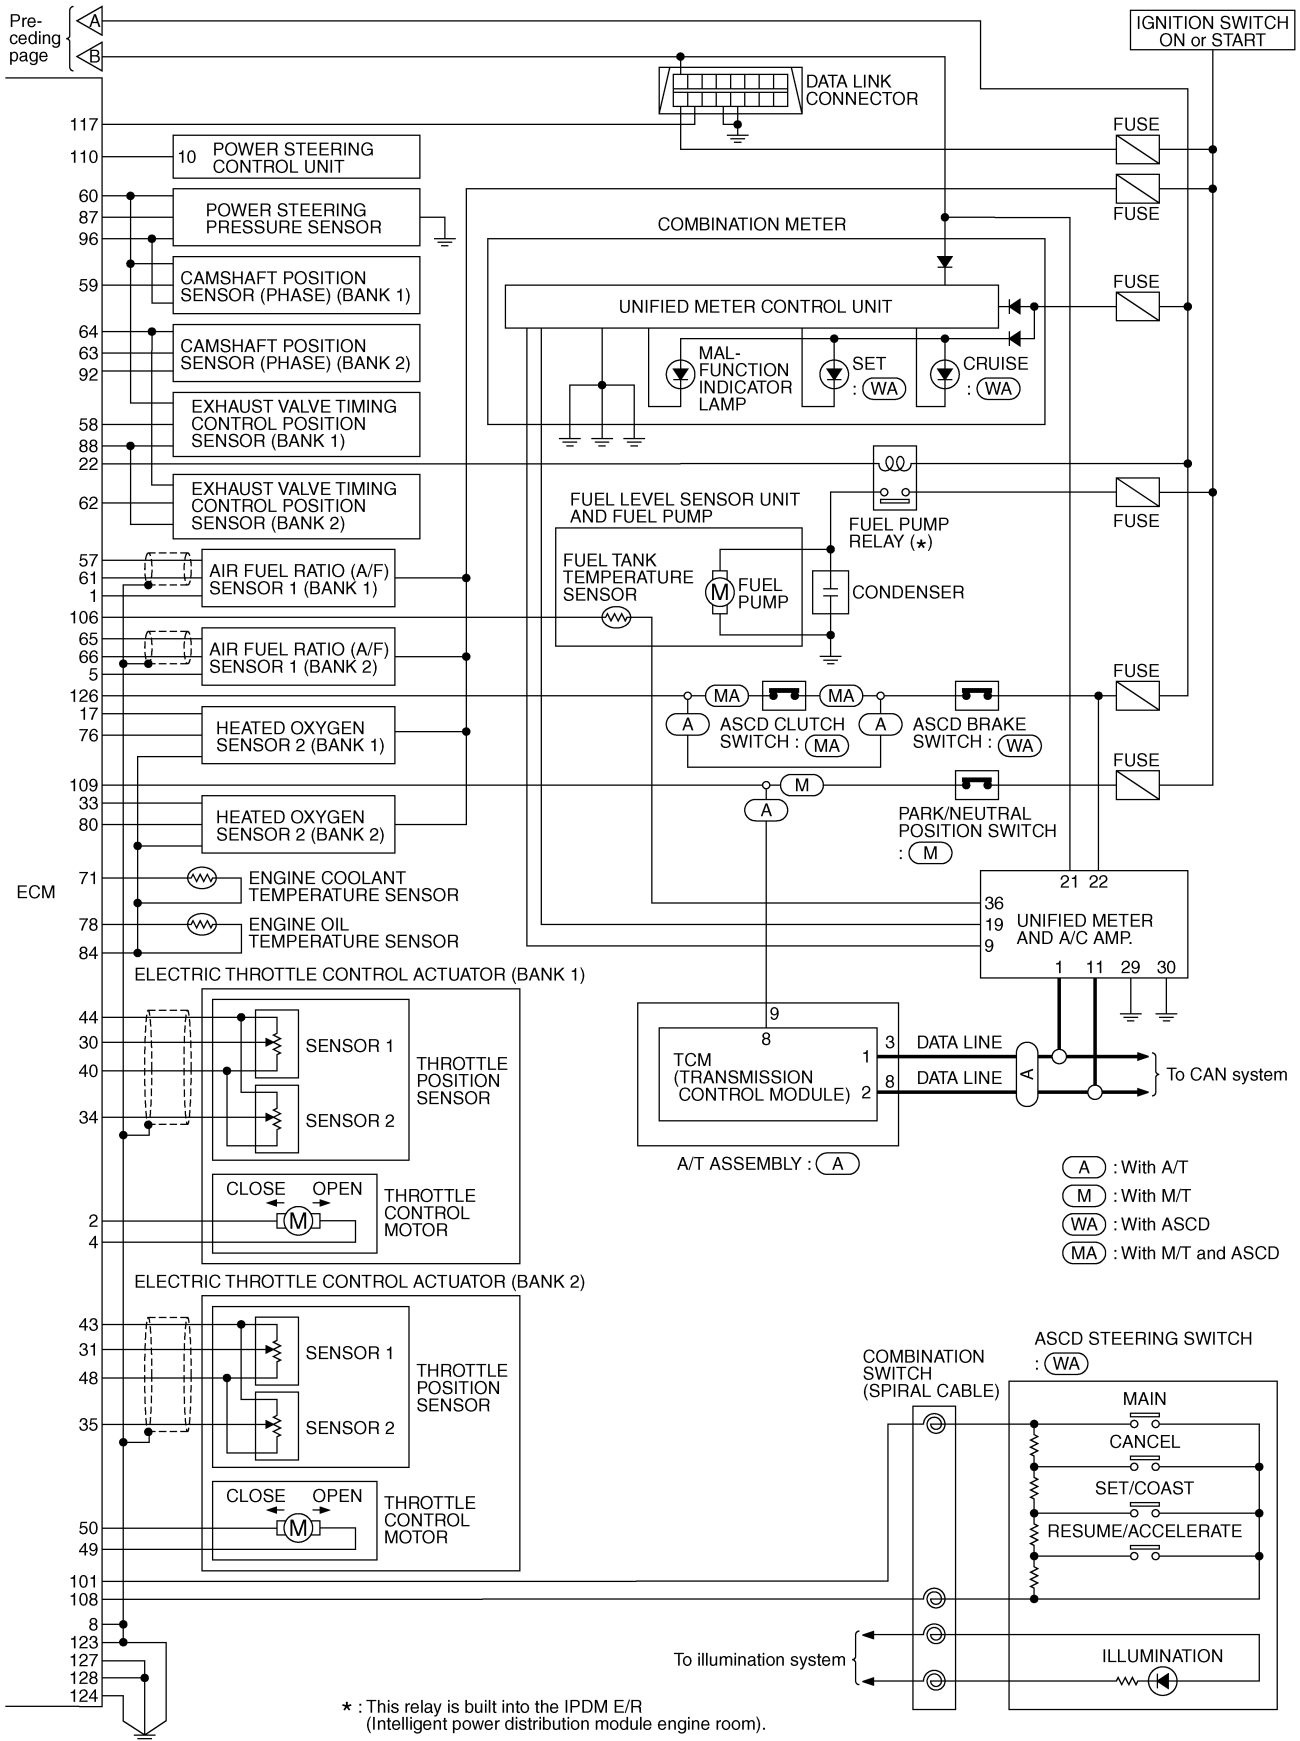 Pre-
ceding
page
A
B
IGNITION SWITCH
ON or START
DATA LINK
CONNECTOR
117
FUSE
110
10
POWER STEERING
CONTROL UNIT
60
87
96
POWER STEERING
PRESSURE SENSOR
FUSE
COMBINATION METER
59
CAMSHAFT POSITION
SENSOR (PHASE) (BANK 1)
FUSE
UNIFIED METER CONTROL UNIT
64
63
92
CAMSHAFT POSITION
SENSOR (PHASE) (BANK 2)
MAL-
FUNCTION
INDICATOR
LAMP
SET
: WA
CRUISE
: WA
58
88
22
EXHAUST VALVE TIMING
CONTROL POSITION
SENSOR (BANK 1)
62
EXHAUST VALVE TIMING
CONTROL POSITION
SENSOR (BANK 2)
FUEL LEVEL SENSOR UNIT
AND FUEL PUMP
FUEL PUMP
RELAY (*)
FUSE
57
61
1
AIR FUEL RATIO (A/F)
SENSOR 1 (BANK 1)
FUEL TANK
TEMPERATURE
SENSOR
M
FUEL
PUMP
CONDENSER
106
65
66
5
AIR FUEL RATIO (A/F)
SENSOR 1 (BANK 2)
126
MA
MA
FUSE
A
ASCD CLUTCH
SWITCH : MA
A
ASCD BRAKE
SWITCH : WA
17
76
HEATED OXYGEN
SENSOR 2 (BANK 1)
109
M
FUSE
A
PARK/NEUTRAL
POSITION SWITCH
: M
33
80
HEATED OXYGEN
SENSOR 2 (BANK 2)
ECM
71
ENGINE COOLANT
TEMPERATURE SENSOR
78
84
ENGINE OIL
TEMPERATURE SENSOR
21 22
36
19
9
UNIFIED METER
AND A/C AMP.
1 11 29 30
ELECTRIC THROTTLE CONTROL ACTUATOR (BANK 1)
44
30
40
34
SENSOR 1
SENSOR 2
THROTTLE
POSITION
SENSOR
9
8
TCM
(TRANSMISSION
CONTROL MODULE)
1
2
3
8
DATA LINE
DATA LINE
A
To CAN system
A/T ASSEMBLY : A
CLOSE OPEN
M
THROTTLE
CONTROL
MOTOR
2
4
A : With A/T
M : With M/T
WA : With ASCD
MA : With M/T and ASCD
ELECTRIC THROTTLE CONTROL ACTUATOR (BANK 2)
43
31
48
35
SENSOR 1
SENSOR 2
THROTTLE
POSITION
SENSOR
COMBINATION
SWITCH
(SPIRAL CABLE)
ASCD STEERING SWITCH
: WA
MAIN
CANCEL
SET/COAST
RESUME/ACCELERATE
CLOSE OPEN
M
THROTTLE
CONTROL
MOTOR
50
49
101
108
8
123
127
128
124
To illumination system
ILLUMINATION
* : This relay is built into the IPDM E/R
(Intelligent power distribution module engine room).